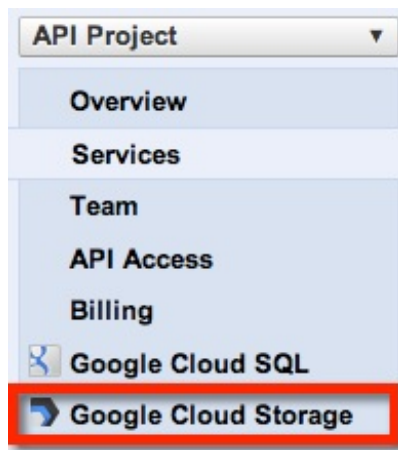 API Project
Overview
Services
Team
API Access
Billing
Google Cloud SQL
Google Cloud Storage